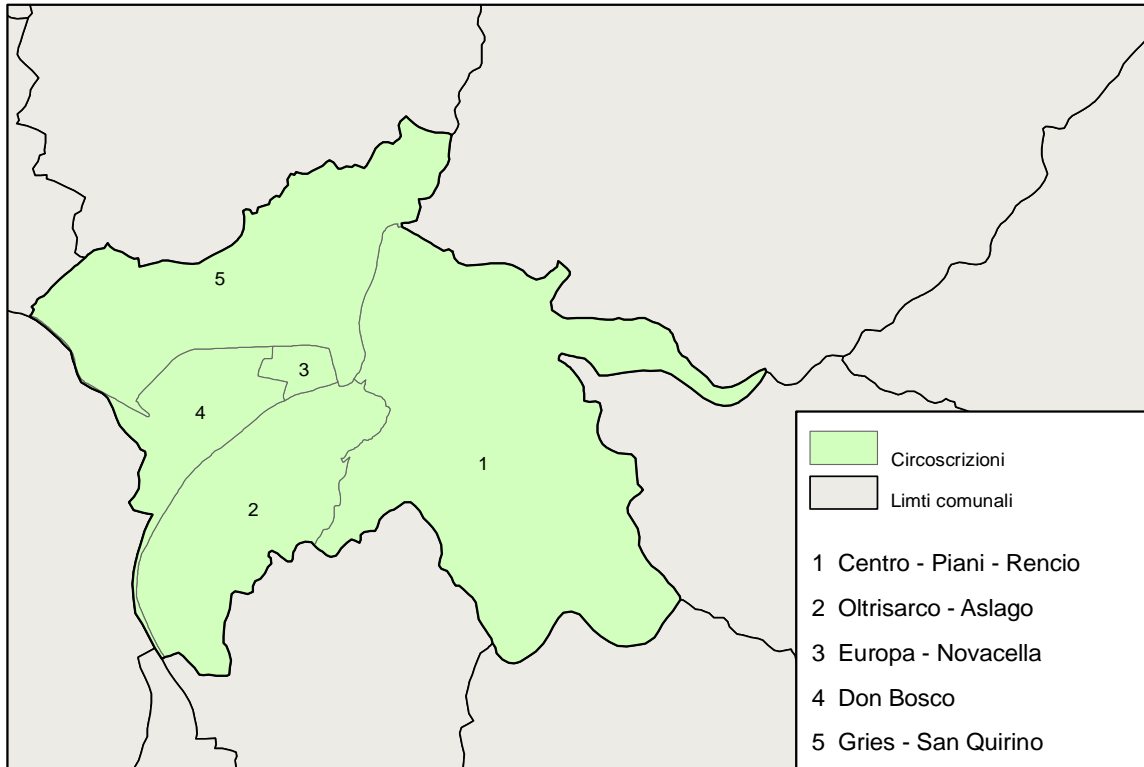 5
3
4
1
2
Circoscrizioni
Limti comunali
1 Centro - Piani - Rencio
2 Oltrisarco - Aslago
3 Europa - Novacella
4 Don Bosco
5 Gries - San Quirino